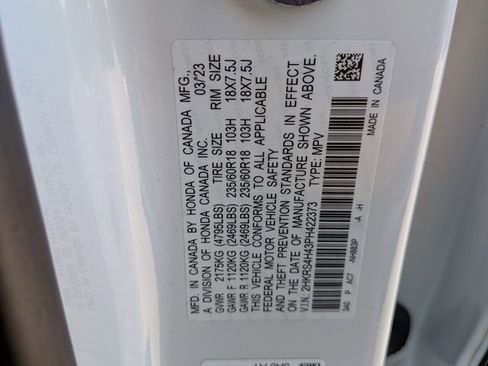 MFD. IN CANADA BY HONDA OF CANADA MFG.,
A DIVISION OF HONDA CANADA INC. 03/23
GVWR 2175KG (4795LBS) TIRE SIZE RIM SIZE
GAWR F 1120KG (2469LBS) 235/60R18 103H 18X7.5J
GAWR R 1120KG (2469LBS) 235/60R18 103H 18X7.5J
THIS VEHICLE CONFORMS TO ALL APPLICABLE
FEDERAL MOTOR VEHICLE SAFETY
AND THEFT PREVENTION STANDARDS IN EFFECT
ON THE DATE OF MANUFACTURE SHOWN ABOVE.
V.I.N. 2HKRS4H43PH422373 TYPE: MPV
NH883P -A -H
MADE IN CANADA